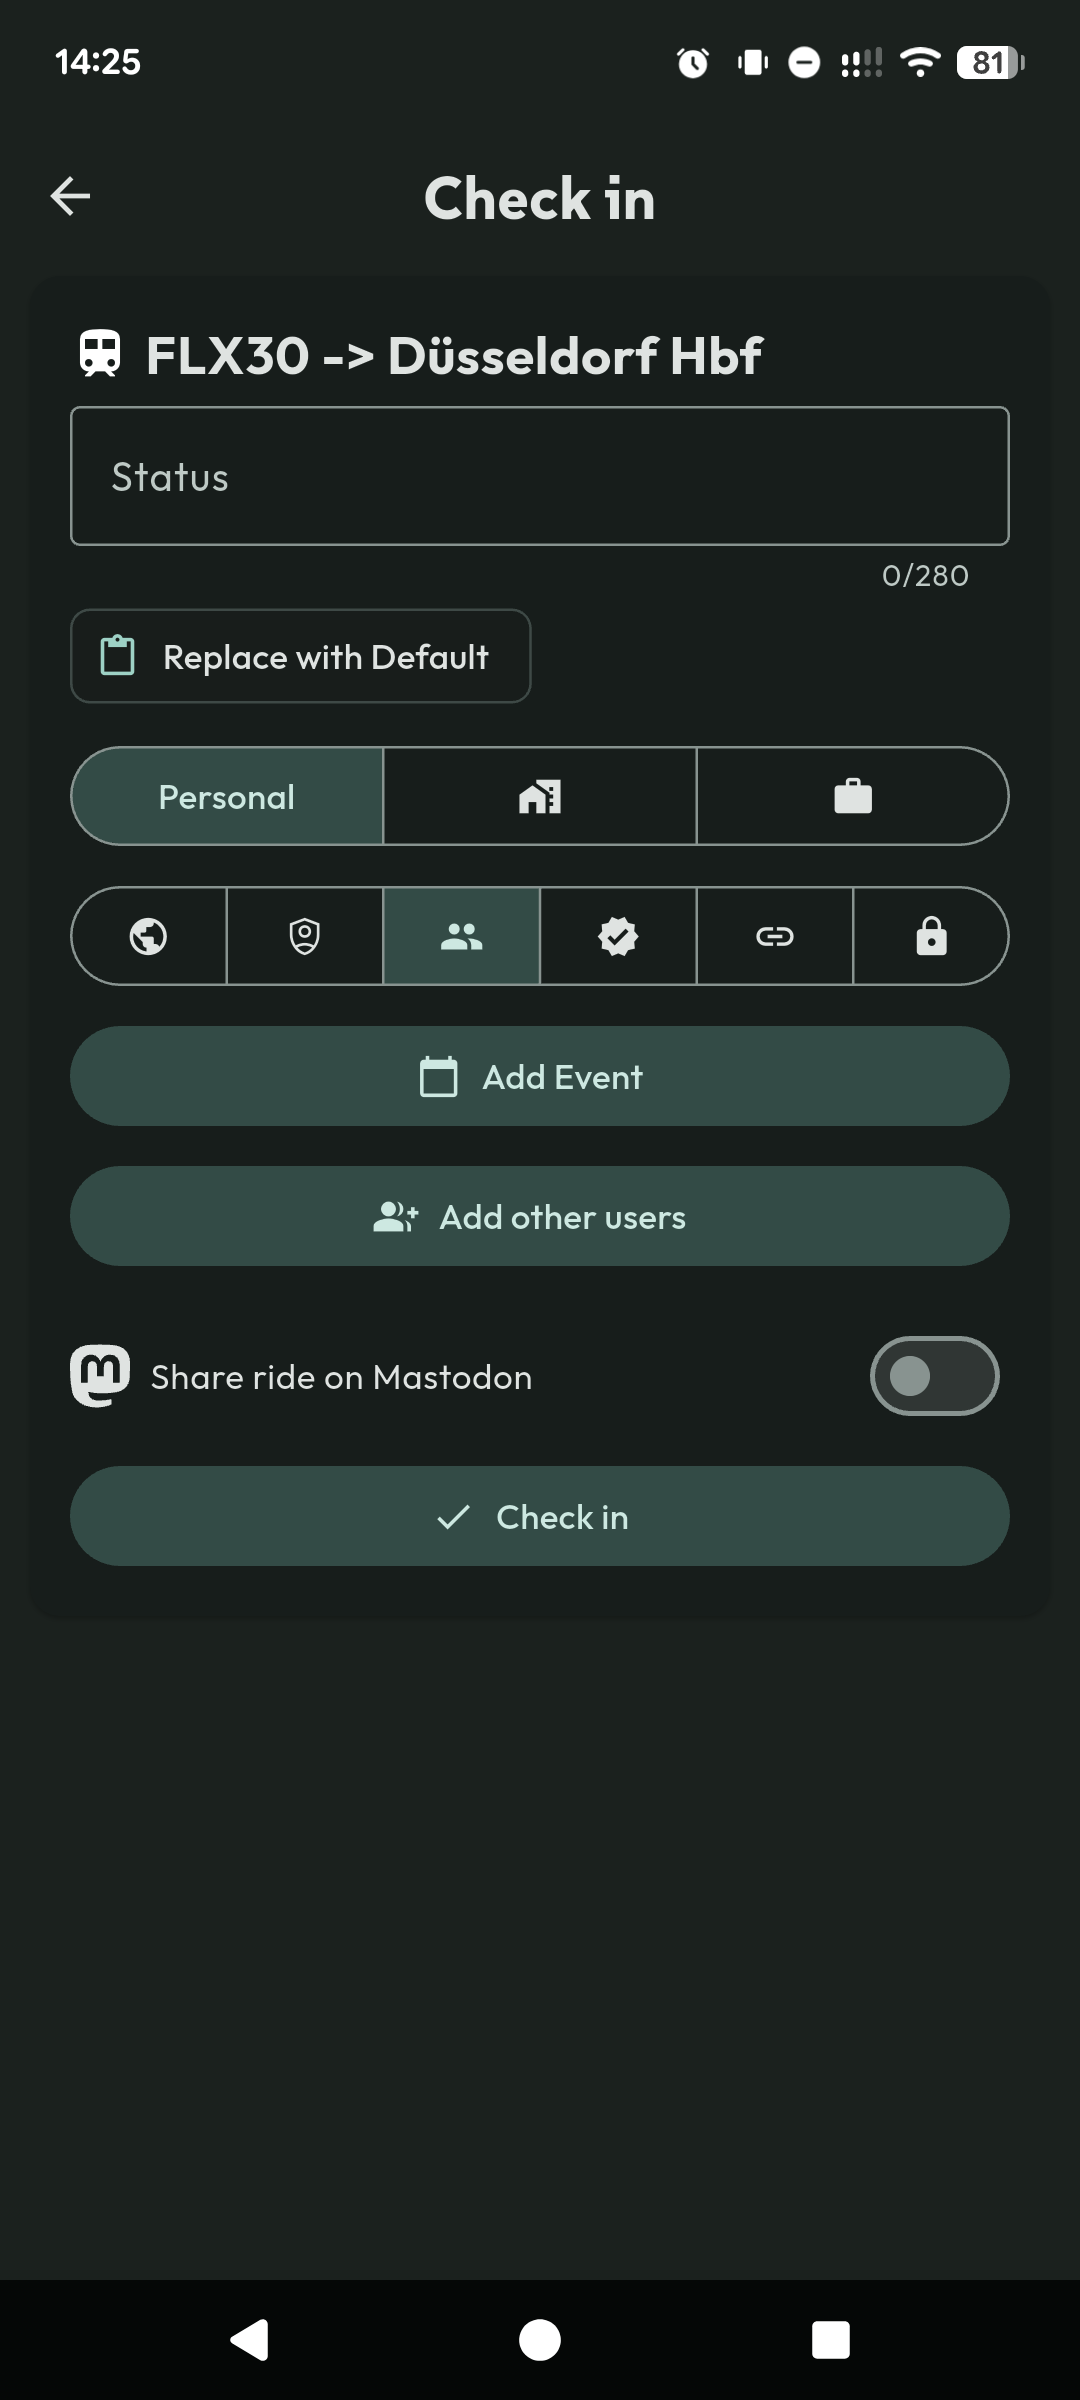 14:25
81
Check in
FLX30 -> Düsseldorf Hbf
Status
0/280
Replace with Default
Personal
Add Event
Add other users
Share ride on Mastodon
Check in